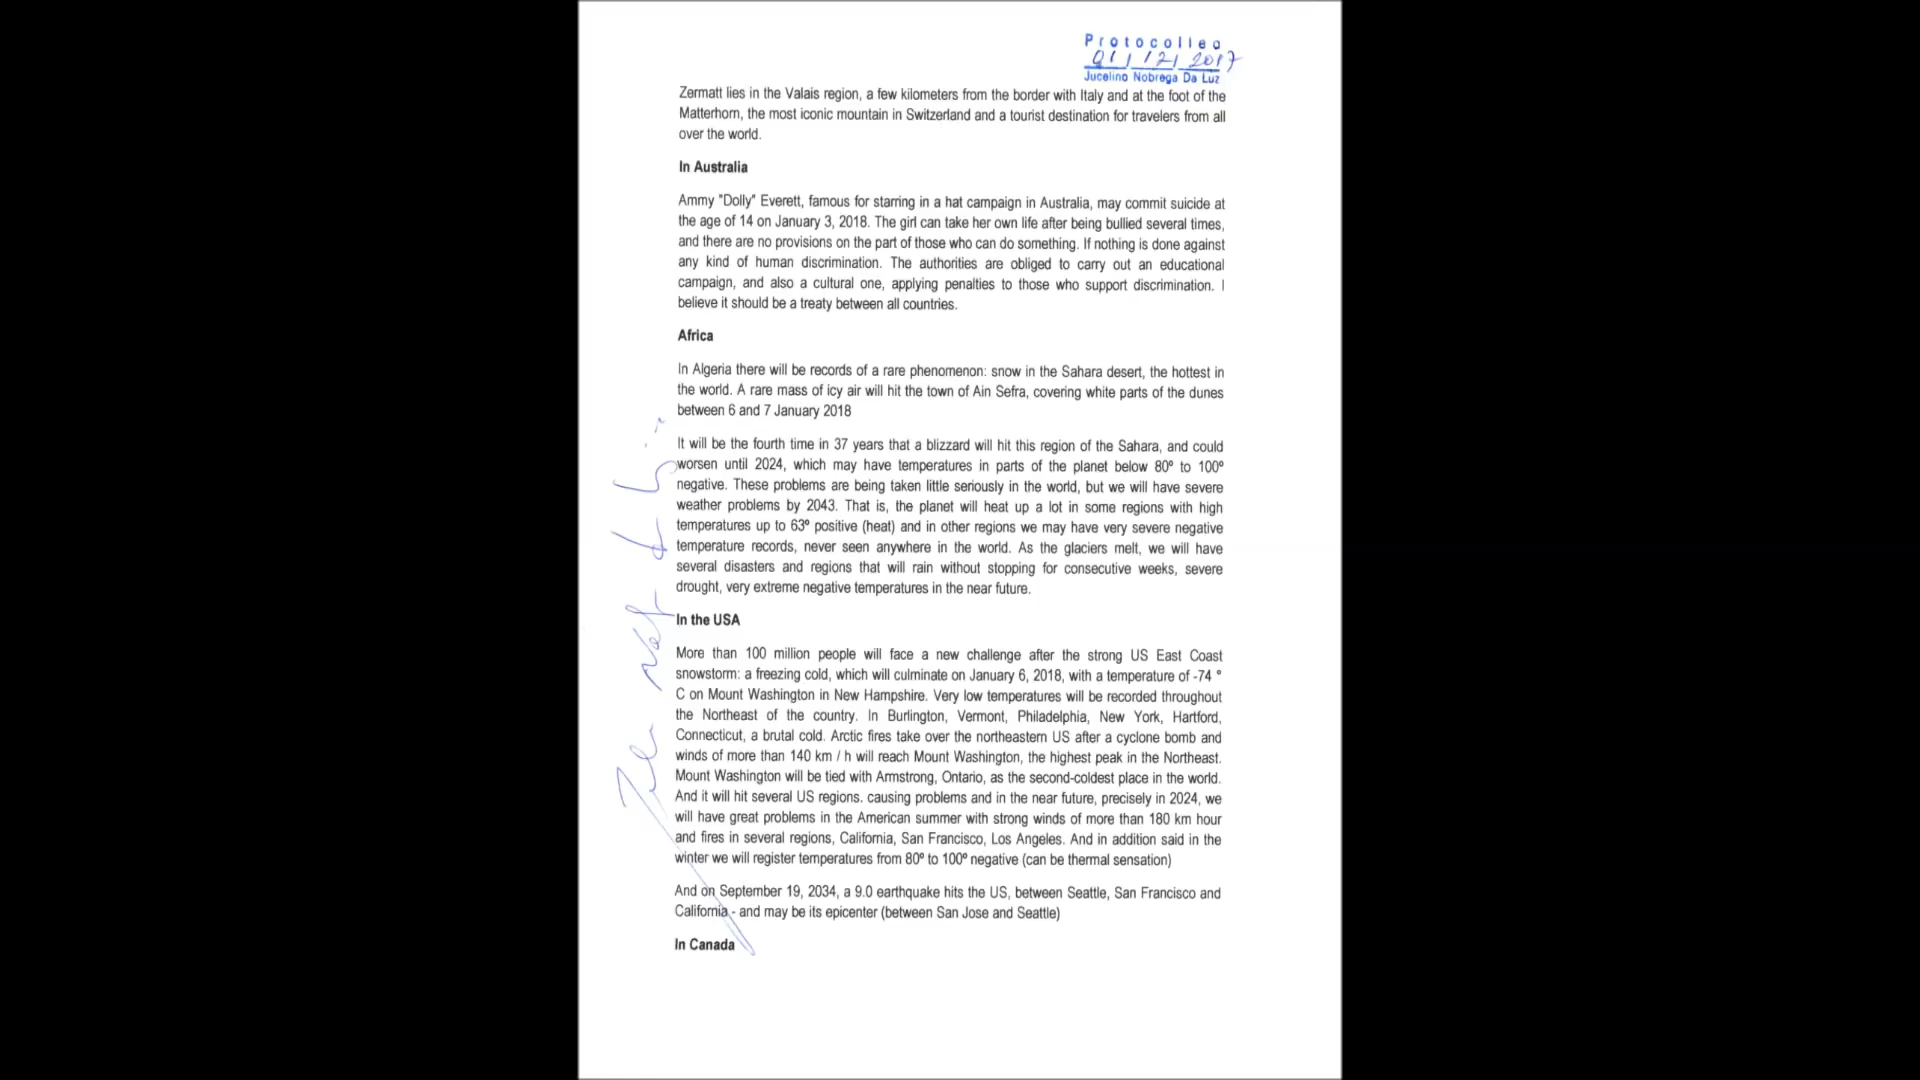 Protocolled
01/12/2017
Jucelino Nobrega Da Luz
Zermatt lies in the Valais region, a few kilometers from the border with Italy and at the foot of the
Matterhorn, the most iconic mountain in Switzerland and a tourist destination for travelers from all
over the world.
In Australia
Ammy "Dolly" Everett, famous for starring in a hat campaign in Australia, may commit suicide at
the age of 14 on January 3, 2018. The girl can take her own life after being bullied several times,
and there are no provisions on the part of those who can do something. If nothing is done against
any kind of human discrimination. The authorities are obliged to carry out an educational
campaign, and also a cultural one, applying penalties to those who support discrimination. I
believe it should be a treaty between all countries.
Africa
In Algeria there will be records of a rare phenomenon: snow in the Sahara desert, the hottest in
the world. A rare mass of icy air will hit the town of Ain Sefra, covering white parts of the dunes
between 6 and 7 January 2018
It will be the fourth time in 37 years that a blizzard will hit this region of the Sahara, and could
worsen until 2024, which may have temperatures in parts of the planet below 80º to 100º
negative. These problems are being taken little seriously in the world, but we will have severe
weather problems by 2043. That is, the planet will heat up a lot in some regions with high
temperatures up to 63º positive (heat) and in other regions we may have very severe negative
temperature records, never seen anywhere in the world. As the glaciers melt, we will have
several disasters and regions that will rain without stopping for consecutive weeks, severe
drought, very extreme negative temperatures in the near future.
In the USA
More than 100 million people will face a new challenge after the strong US East Coast
snowstorm: a freezing cold, which will culminate on January 6, 2018, with a temperature of -74 °
C on Mount Washington in New Hampshire. Very low temperatures will be recorded throughout
the Northeast of the country. In Burlington, Vermont, Philadelphia, New York, Hartford,
Connecticut, a brutal cold. Arctic fires take over the northeastern US after a cyclone bomb and
winds of more than 140 km / h will reach Mount Washington, the highest peak in the Northeast.
Mount Washington will be tied with Armstrong, Ontario, as the second-coldest place in the world.
And it will hit several US regions. causing problems and in the near future, precisely in 2024, we
will have great problems in the American summer with strong winds of more than 180 km hour
and fires in several regions, California, San Francisco, Los Angeles. And in addition said in the
winter we will register temperatures from 80º to 100º negative (can be thermal sensation)
And on September 19, 2034, a 9.0 earthquake hits the US, between Seattle, San Francisco and
California - and may be its epicenter (between San Jose and Seattle)
In Canada